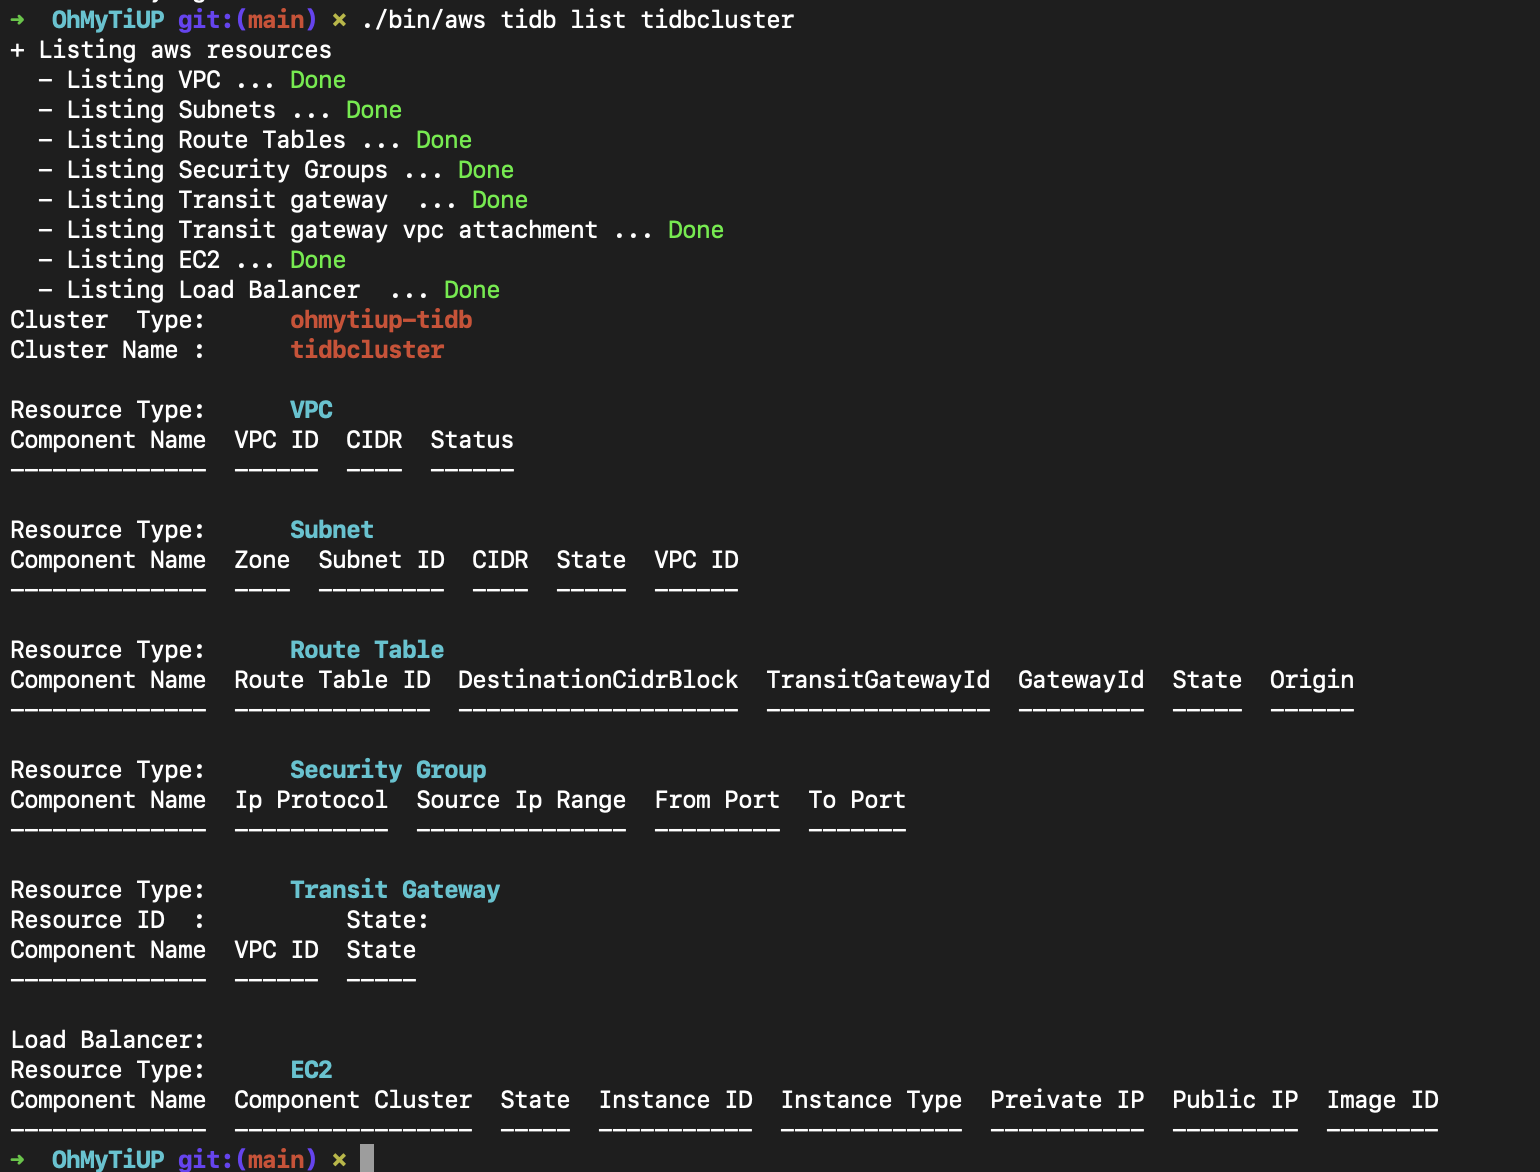 ➜  OhMyTiUP git:(main) ✗ ./bin/aws tidb list tidbcluster
+ Listing aws resources
  - Listing VPC ... Done
  - Listing Subnets ... Done
  - Listing Route Tables ... Done
  - Listing Security Groups ... Done
  - Listing Transit gateway  ... Done
  - Listing Transit gateway vpc attachment ... Done
  - Listing EC2 ... Done
  - Listing Load Balancer  ... Done
Cluster  Type:      ohmytiup-tidb
Cluster Name :      tidbcluster

Resource Type:      VPC
Component Name  VPC ID  CIDR  Status
--------------  ------  ----  ------

Resource Type:      Subnet
Component Name  Zone  Subnet ID  CIDR  State  VPC ID
--------------  ----  ---------  ----  -----  ------

Resource Type:      Route Table
Component Name  Route Table ID  DestinationCidrBlock  TransitGatewayId  GatewayId  State  Origin
--------------  --------------  --------------------  ----------------  ---------  -----  ------

Resource Type:      Security Group
Component Name  Ip Protocol  Source Ip Range  From Port  To Port
--------------  -----------  ---------------  ---------  -------

Resource Type:      Transit Gateway
Resource ID  :          State:
Component Name  VPC ID  State
--------------  ------  -----

Load Balancer:
Resource Type:      EC2
Component Name  Component Cluster  State  Instance ID  Instance Type  Preivate IP  Public IP  Image ID
--------------  -----------------  -----  -----------  -------------  -----------  ---------  --------
➜  OhMyTiUP git:(main) ✗